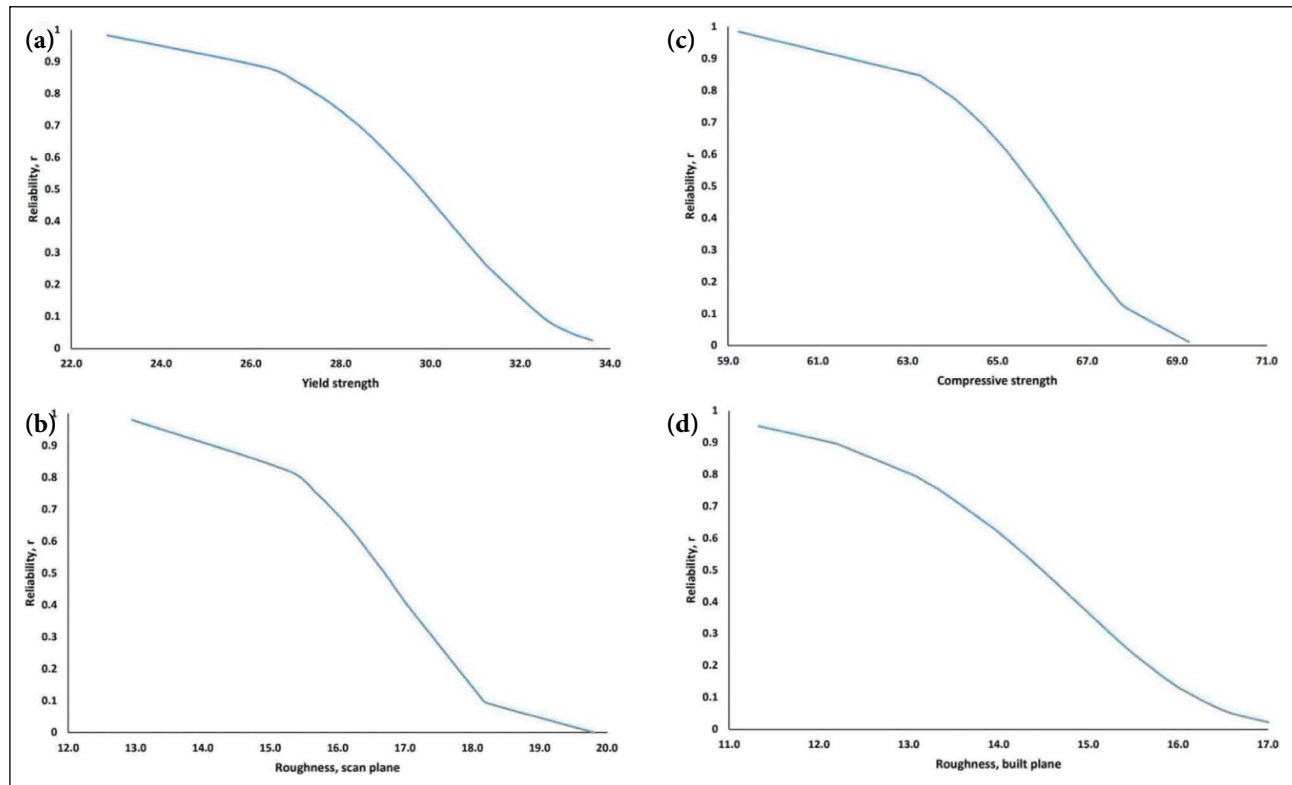 (a)
1
0.9
0.8
0.7
0.6
0.5
0.4
0.3
0.2
0.1
0
Reliability, r
22.0 24.0 26.0 28.0 30.0 32.0 34.0
Yield strength
(c)
1
0.9
0.8
0.7
0.6
0.5
0.4
0.3
0.2
0.1
0
Reliability, r
59.0 61.0 63.0 65.0 67.0 69.0 71.0
Compressive strength
(b)
1
0.9
0.8
0.7
0.6
0.5
0.4
0.3
0.2
0.1
0
Reliability, r
12.0 13.0 14.0 15.0 16.0 17.0 18.0 19.0 20.0
Roughness, scan plane
(d)
1
0.9
0.8
0.7
0.6
0.5
0.4
0.3
0.2
0.1
0
Reliability, r
11.0 12.0 13.0 14.0 15.0 16.0 17.0
Roughness, built plane